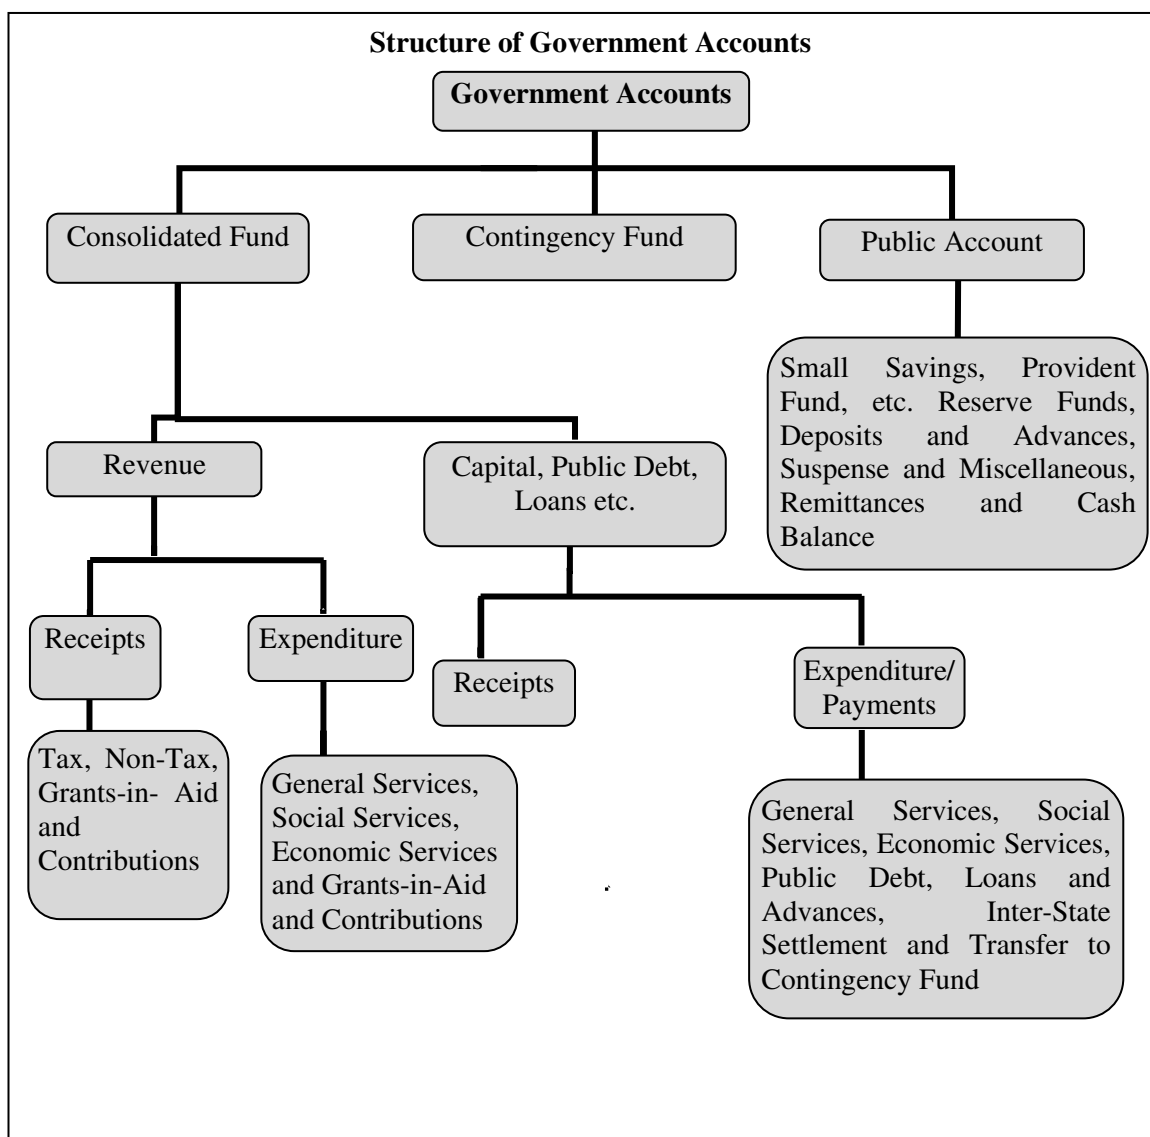 Structure of Government Accounts
Government Accounts
Consolidated Fund
Contingency Fund
Public Account
Small Savings, Provident
Fund, etc. Reserve Funds,
Deposits and Advances,
Suspense and Miscellaneous,
Remittances and Cash
Balance
Revenue
Capital, Public Debt,
Loans etc.
Receipts
Expenditure
Receipts
Expenditure/
Payments
Tax, Non-Tax,
Grants-in- Aid
and
Contributions
General Services,
Social Services,
Economic Services
and Grants-in-Aid
and Contributions
General Services, Social
Services, Economic Services,
Public Debt, Loans and
Advances, Inter-State
Settlement and Transfer to
Contingency Fund